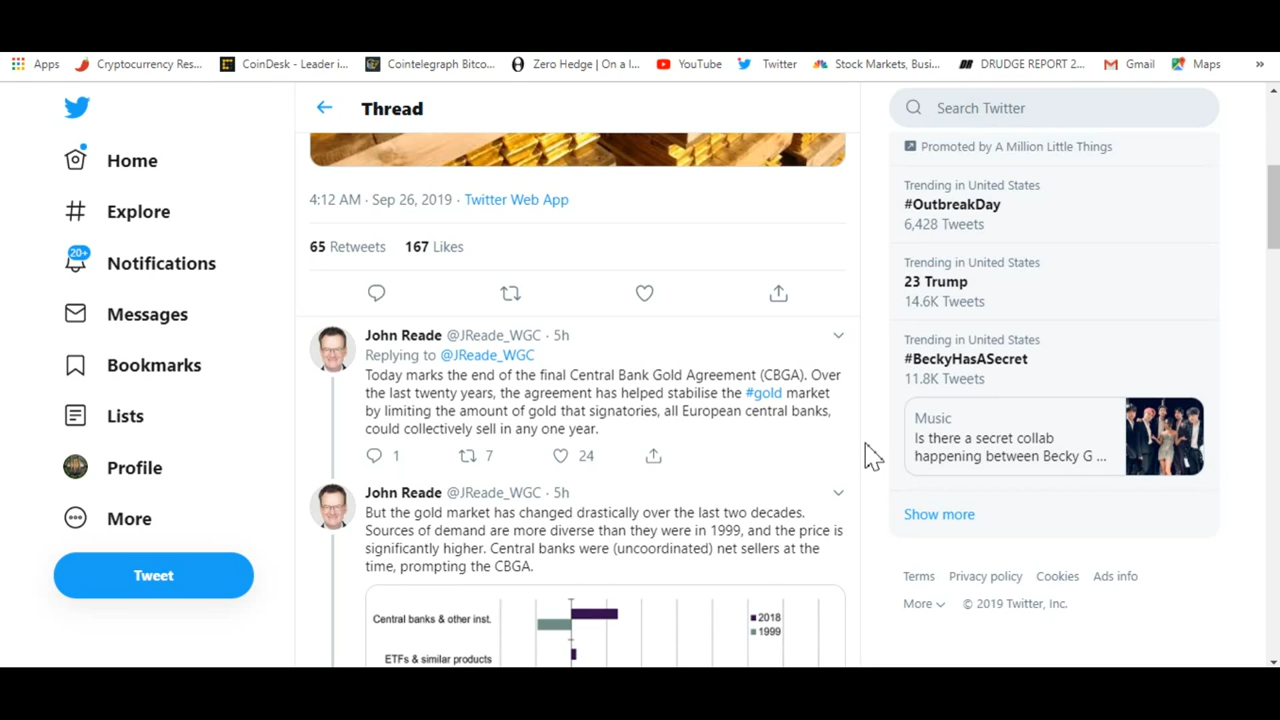 Apps
Cryptocurrency Res...
CoinDesk - Leader i...
Cointelegraph Bitco...
Zero Hedge | On a l...
YouTube
Twitter
Stock Markets, Busi...
DRUDGE REPORT 2...
Gmail
Maps
»
Home
Explore
20+
Notifications
Messages
Bookmarks
Lists
Profile
More
Tweet
Thread
4:12 AM · Sep 26, 2019 · Twitter Web App
65 Retweets 167 Likes
John Reade @JReade_WGC · 5h
Replying to @JReade_WGC
Today marks the end of the final Central Bank Gold Agreement (CBGA). Over
the last twenty years, the agreement has helped stabilise the #gold market
by limiting the amount of gold that signatories, all European central banks,
could collectively sell in any one year.
1 7 24
John Reade @JReade_WGC · 5h
But the gold market has changed drastically over the last two decades.
Sources of demand are more diverse than they were in 1999, and the price is
significantly higher. Central banks were (uncoordinated) net sellers at the
time, prompting the CBGA.
Central banks & other inst.
ETFs & similar products
2018
1999
Search Twitter
Promoted by A Million Little Things
Trending in United States
#OutbreakDay
6,428 Tweets
Trending in United States
23 Trump
14.6K Tweets
Trending in United States
#BeckyHasASecret
11.8K Tweets
Music
Is there a secret collab
happening between Becky G ...
Show more
Terms Privacy policy Cookies Ads info
More © 2019 Twitter, Inc.